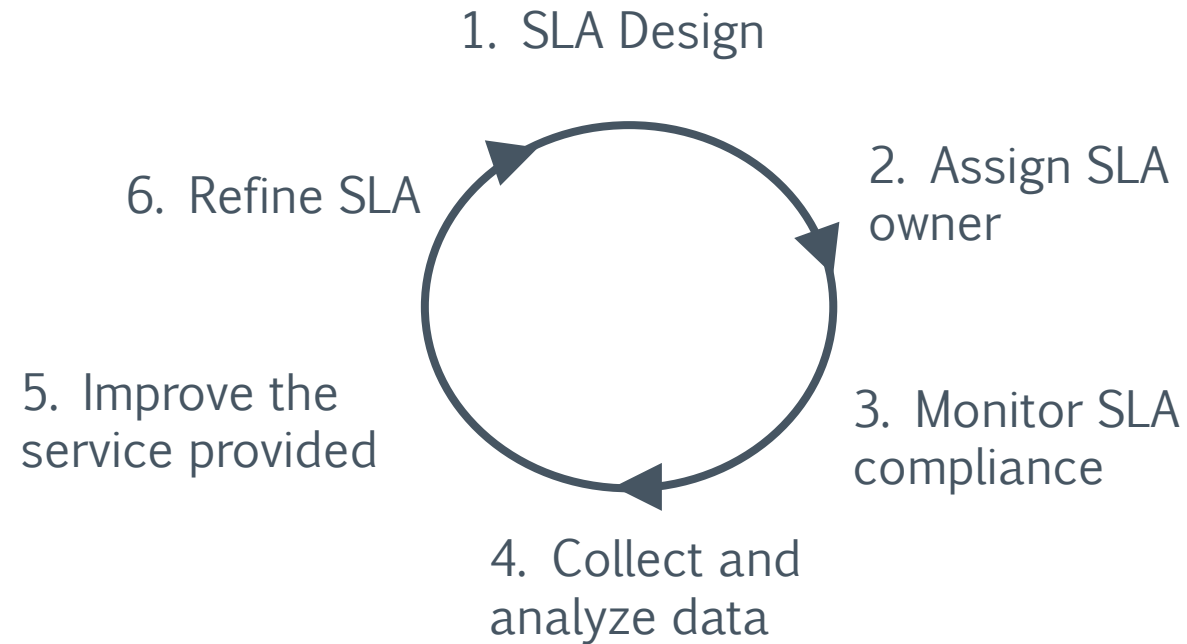 1. SLA Design
2. Assign SLA
owner
3. Monitor SLA
compliance
4. Collect and
analyze data
5. Improve the
service provided
6. Refine SLA